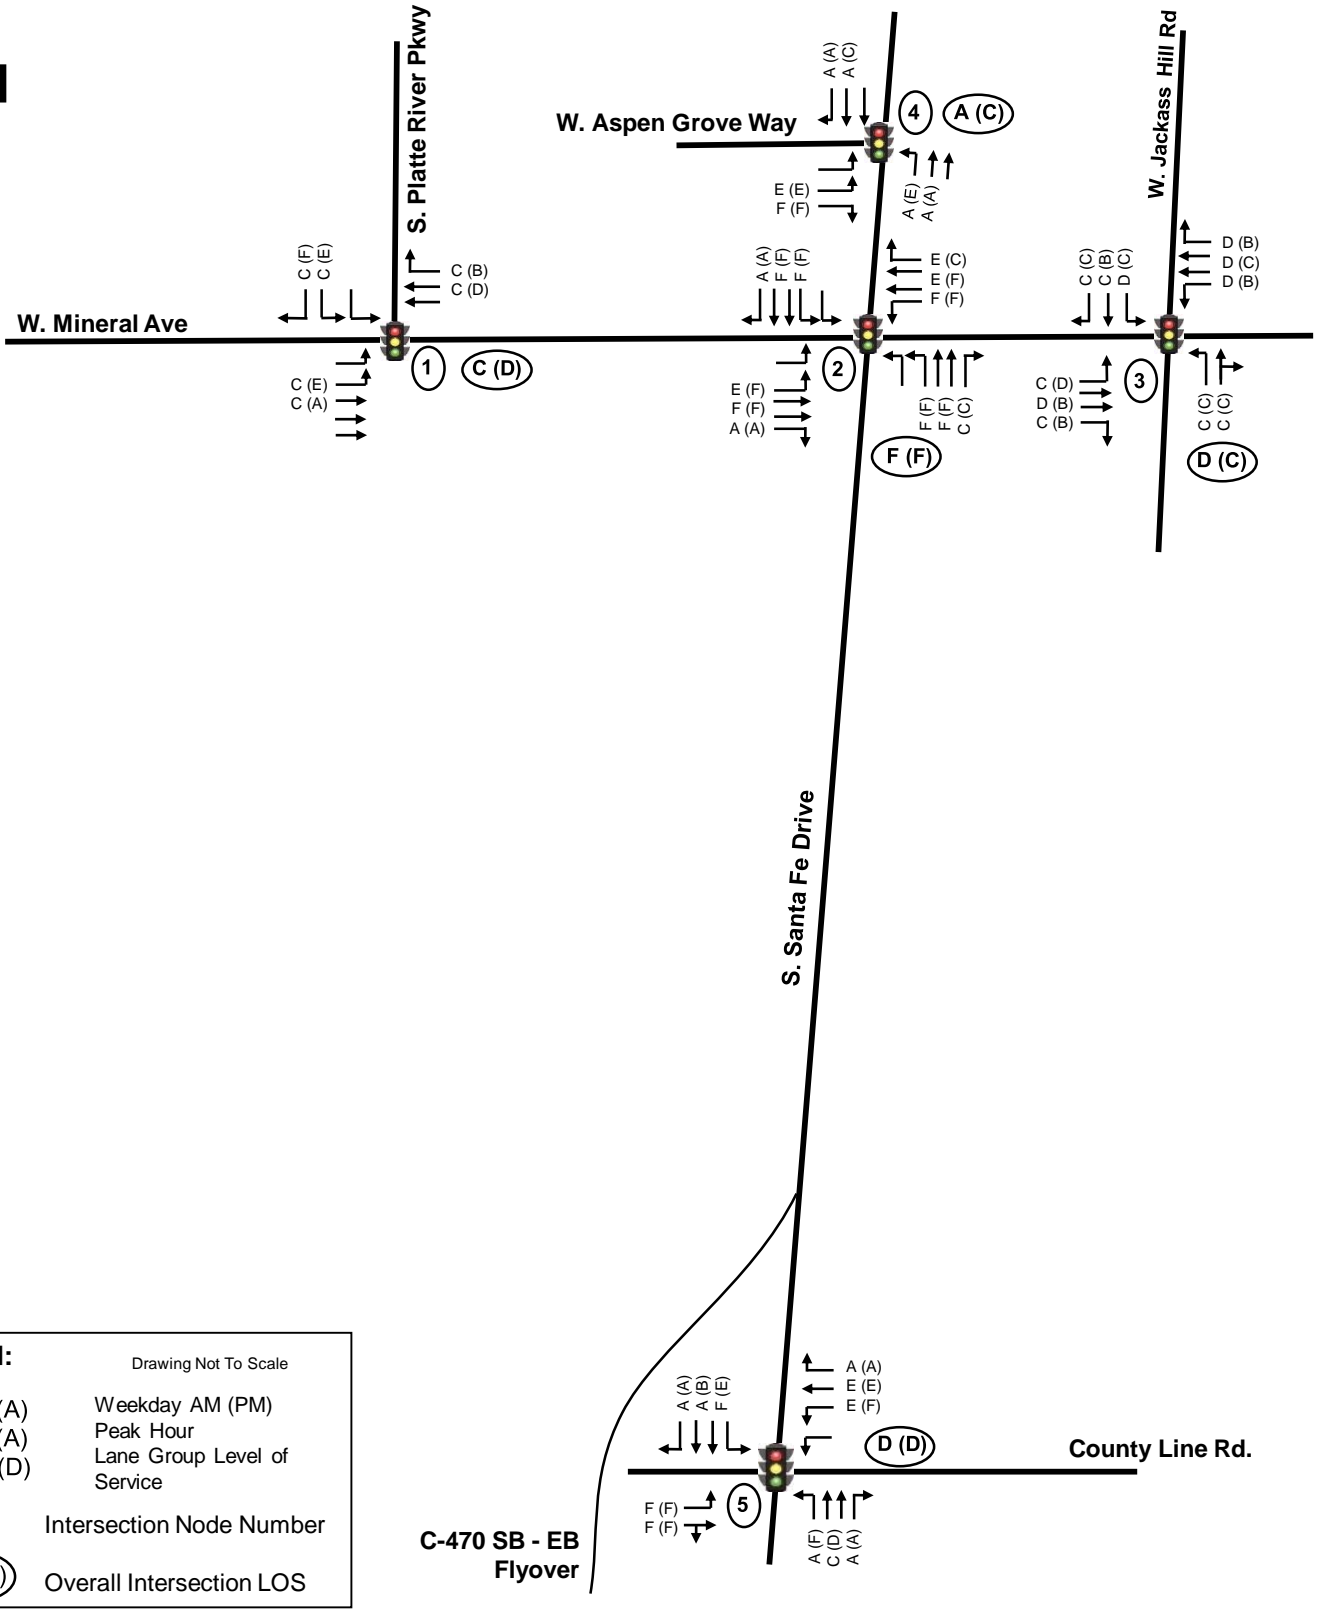 S. Platte River Pkwy
W. Jackass Hill Rd
A (A)
A (C)
4
A (C)
W. Aspen Grove Way
E (E)
F (F)
A (E)
A (A)
C (F)
C (E)
C (B)
C (D)
A (A)
F (F)
F (F)
E (C)
E (F)
F (F)
C (C)
C (B)
D (C)
D (B)
D (C)
D (B)
W. Mineral Ave
1
C (D)
2
3
C (E)
C (A)
E (F)
F (F)
A (A)
F (F)
F (F)
C (C)
C (D)
D (B)
C (B)
C (C)
C (C)
F (F)
D (C)
S. Santa Fe Drive
A (A)
A (B)
F (E)
A (A)
E (E)
E (F)
D (D)
County Line Rd.
F (F)
F (F)
5
A (F)
C (D)
A (A)
C-470 SB - EB
Flyover
Drawing Not To Scale
(A)
(A)
(D)
Weekday AM (PM)
Peak Hour
Lane Group Level of
Service
Intersection Node Number
Overall Intersection LOS